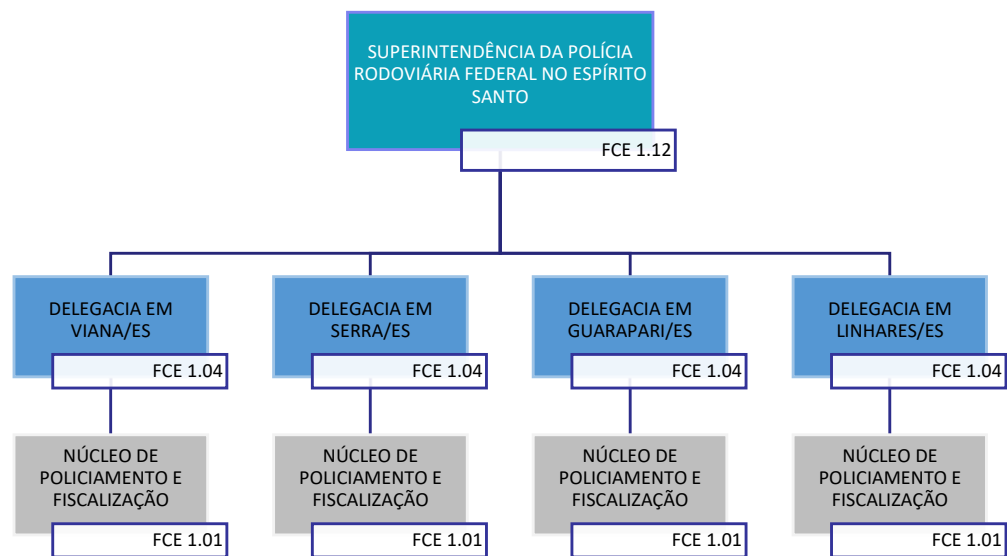 SUPERINTENDÊNCIA DA POLÍCIA
RODOVIÁRIA FEDERAL NO ESPÍRITO
SANTO
FCE 1.12
DELEGACIA EM
VIANA/ES
FCE 1.04
DELEGACIA EM
SERRA/ES
FCE 1.04
DELEGACIA EM
GUARAPARI/ES
FCE 1.04
DELEGACIA EM
LINHARES/ES
FCE 1.04
NÚCLEO DE
POLICIAMENTO E
FISCALIZAÇÃO
FCE 1.01
NÚCLEO DE
POLICIAMENTO E
FISCALIZAÇÃO
FCE 1.01
NÚCLEO DE
POLICIAMENTO E
FISCALIZAÇÃO
FCE 1.01
NÚCLEO DE
POLICIAMENTO E
FISCALIZAÇÃO
FCE 1.01